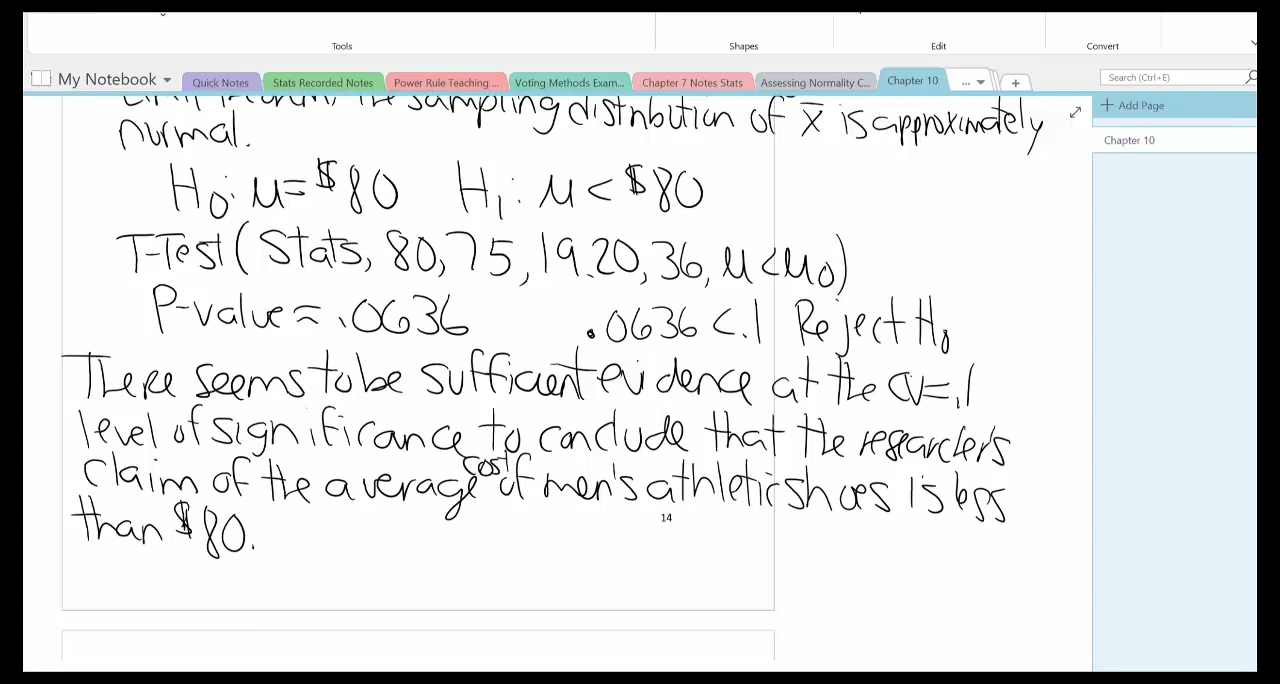 Tools Shapes Edit Convert
My Notebook Quick Notes Stats Recorded Notes Power Rule Teaching ... Voting Methods Exam... Chapter 7 Notes Stats Assessing Normality C... Chapter 10 ... + Search (Ctrl+E)
+ Add Page
Chapter 10
the sampling distribution of x̄ is approximately
normal.
H0: μ=$80 H1: μ<$80
T-Test(Stats, 80, 75, 19.20, 36, μ<μ0)
P-value≈.0636 .0636<.1 Reject H0
There seems to be sufficient evidence at the α=.1
level of significance to conclude that the researcher's
claim of the average cost of men's athletic shoes is less
than $80.
14